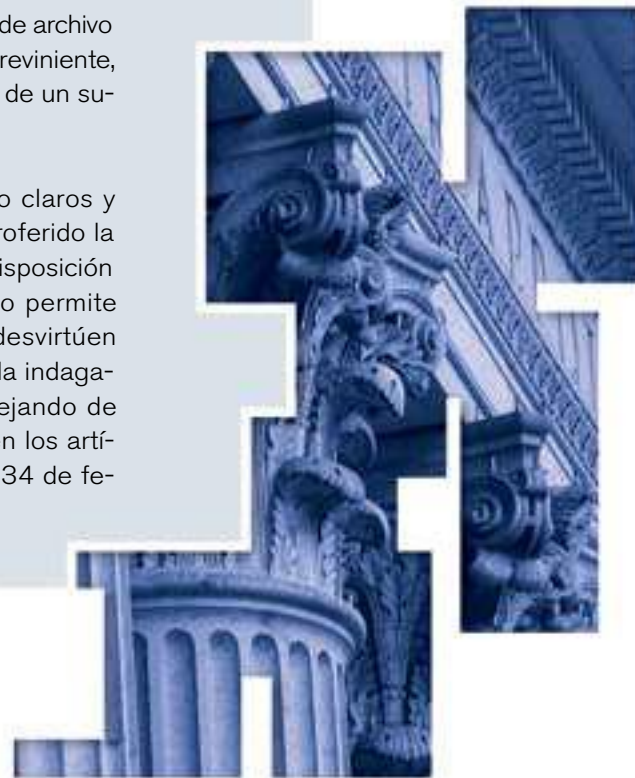 de archivo
reviniente,
de un su-
o claros y
roferido la
isposición
o permite
desvirtúen
la indaga-
ejando de
en los artí-
34 de fe-